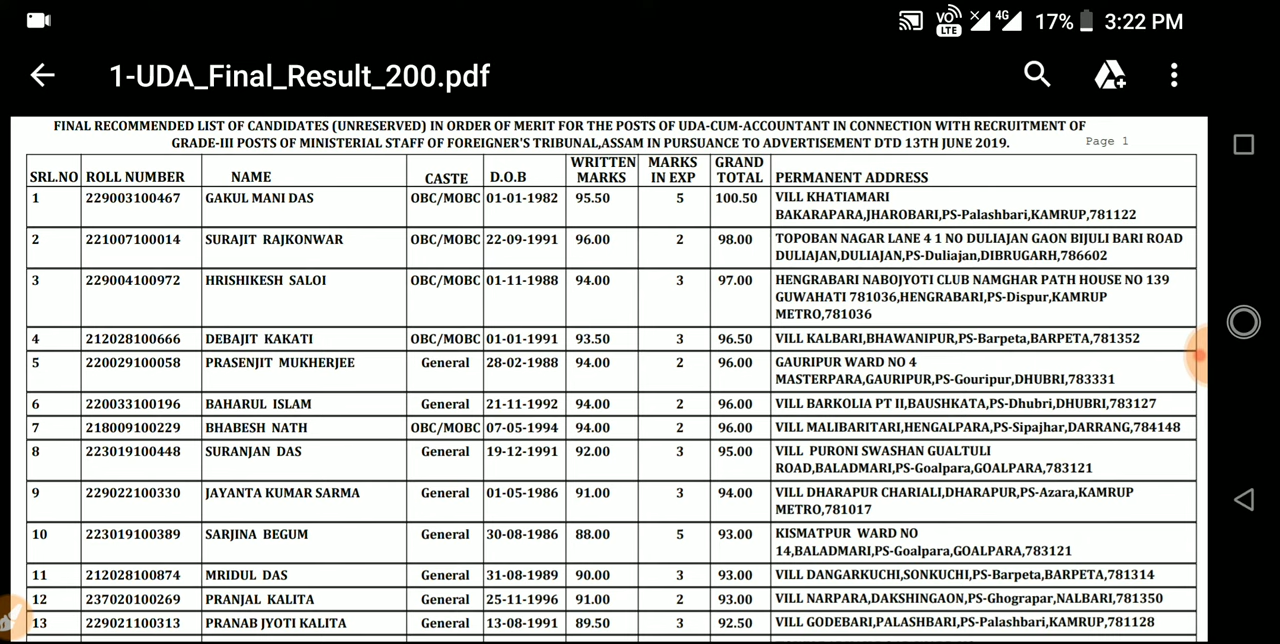 VO LTE 4G 17% 3:22 PM
1-UDA_Final_Result_200.pdf
FINAL RECOMMENDED LIST OF CANDIDATES (UNRESERVED) IN ORDER OF MERIT FOR THE POSTS OF UDA-CUM-ACCOUNTANT IN CONNECTION WITH RECRUITMENT OF
GRADE-III POSTS OF MINISTERIAL STAFF OF FOREIGNER'S TRIBUNAL,ASSAM IN PURSUANCE TO ADVERTISEMENT DTD 13TH JUNE 2019. Page 1
SRL.NO ROLL NUMBER NAME CASTE D.O.B WRITTEN MARKS MARKS IN EXP GRAND TOTAL PERMANENT ADDRESS
1 229003100467 GAKUL MANI DAS OBC/MOBC 01-01-1982 95.50 5 100.50 VILL KHATIAMARI
BAKARAPARA,JHAROBARI,PS-Palashbari,KAMRUP,781122
2 221007100014 SURAJIT RAJKONWAR OBC/MOBC 22-09-1991 96.00 2 98.00 TOPOBAN NAGAR LANE 4 1 NO DULIAJAN GAON BIJULI BARI ROAD
DULIAJAN,DULIAJAN,PS-Duliajan,DIBRUGARH,786602
3 229004100972 HRISHIKESH SALOI OBC/MOBC 01-11-1988 94.00 3 97.00 HENGRABARI NABOJYOTI CLUB NAMGHAR PATH HOUSE NO 139
GUWAHATI 781036,HENGRABARI,PS-Dispur,KAMRUP
METRO,781036
4 212028100666 DEBAJIT KAKATI OBC/MOBC 01-01-1991 93.50 3 96.50 VILL KALBARI,BHAWANIPUR,PS-Barpeta,BARPETA,781352
5 220029100058 PRASENJIT MUKHERJEE General 28-02-1988 94.00 2 96.00 GAURIPUR WARD NO 4
MASTERPARA,GAURIPUR,PS-Gouripur,DHUBRI,783331
6 220033100196 BAHARUL ISLAM General 21-11-1992 94.00 2 96.00 VILL BARKOLIA PT II,BAUSHKATA,PS-Dhubri,DHUBRI,783127
7 218009100229 BHABESH NATH OBC/MOBC 07-05-1994 94.00 2 96.00 VILL MALIBARITARI,HENGALPARA,PS-Sipajhar,DARRANG,784148
8 223019100448 SURANJAN DAS General 19-12-1991 92.00 3 95.00 VILL PURONI SWASHAN GUALTULI
ROAD,BALADMARI,PS-Goalpara,GOALPARA,783121
9 229022100330 JAYANTA KUMAR SARMA General 01-05-1986 91.00 3 94.00 VILL DHARAPUR CHARIALI,DHARAPUR,PS-Azara,KAMRUP
METRO,781017
10 223019100389 SARJINA BEGUM General 30-08-1986 88.00 5 93.00 KISMATPUR WARD NO
14,BALADMARI,PS-Goalpara,GOALPARA,783121
11 212028100874 MRIDUL DAS General 31-08-1989 90.00 3 93.00 VILL DANGARKUCHI,SONKUCHI,PS-Barpeta,BARPETA,781314
12 237020100269 PRANJAL KALITA General 25-11-1996 91.00 2 93.00 VILL NARPARA,DAKSHINGAON,PS-Ghograpar,NALBARI,781350
13 229021100313 PRANAB JYOTI KALITA General 13-08-1991 89.50 3 92.50 VILL GODEBARI,PALASHBARI,PS-Palashbari,KAMRUP,781128